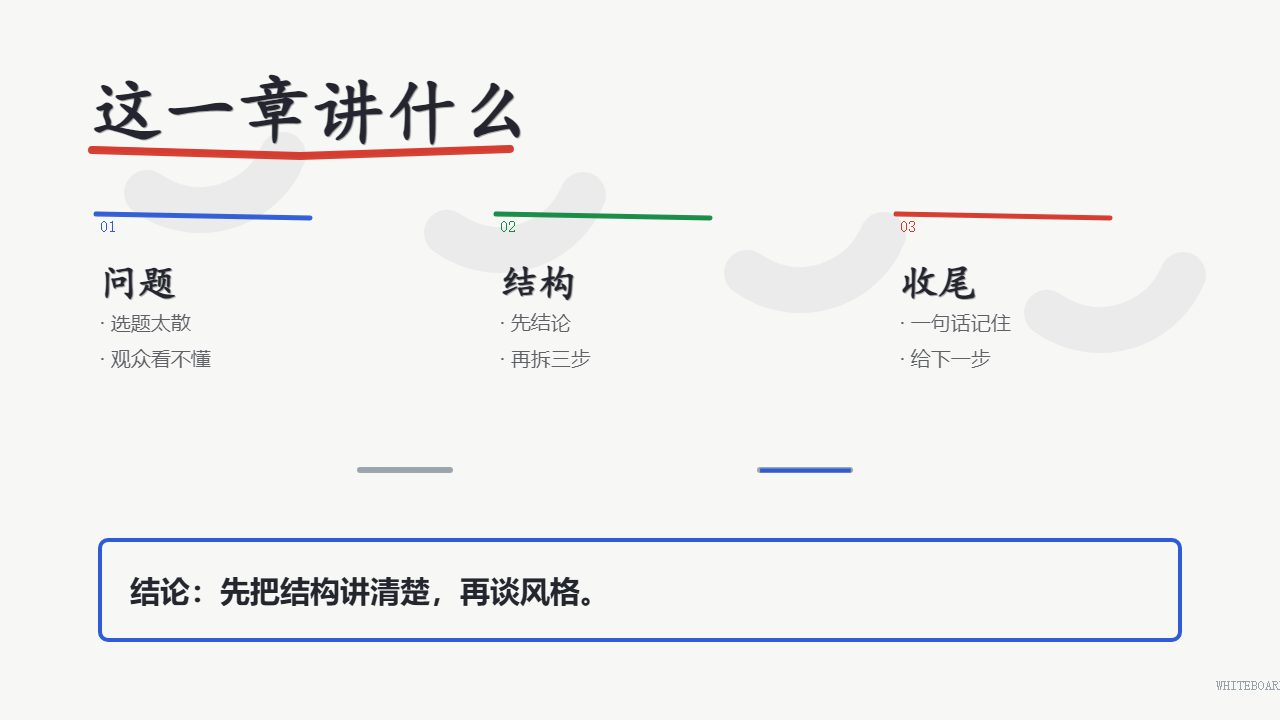 这一章讲什么
01
问题
· 选题太散
· 观众看不懂
02
结构
· 先结论
· 再拆三步
03
收尾
· 一句话记住
· 给下一步
结论：先把结构讲清楚，再谈风格。
WHITEBOAR